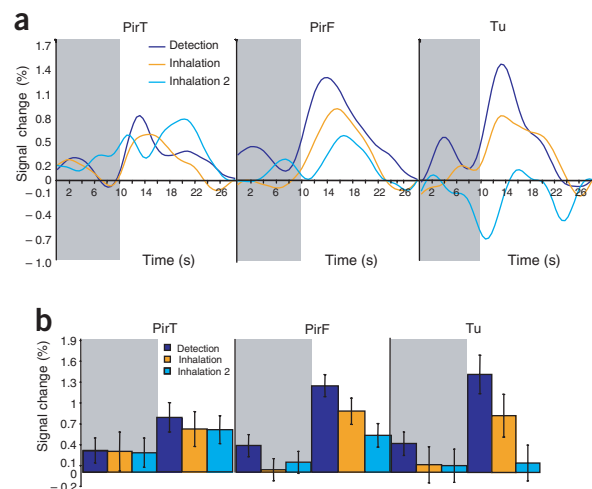 a
PirT PirF Tu
Signal change (%)
1.7
1.4
1.1
0.8
0.5
0.2
0
– 0.1
– 0.4
– 0.7
– 1.0
Detection
Inhalation
Inhalation 2
2 6 10 14 18 22 26 2 6 10 14 18 22 26 2 6 10 14 18 22 26 28
Time (s) Time (s) Time (s)
b
PirT PirF Tu
Signal change (%)
1.9
1.6
1.3
1.0
0.7
0.4
0.1
0
– 0.2
Detection
Inhalation
Inhalation 2